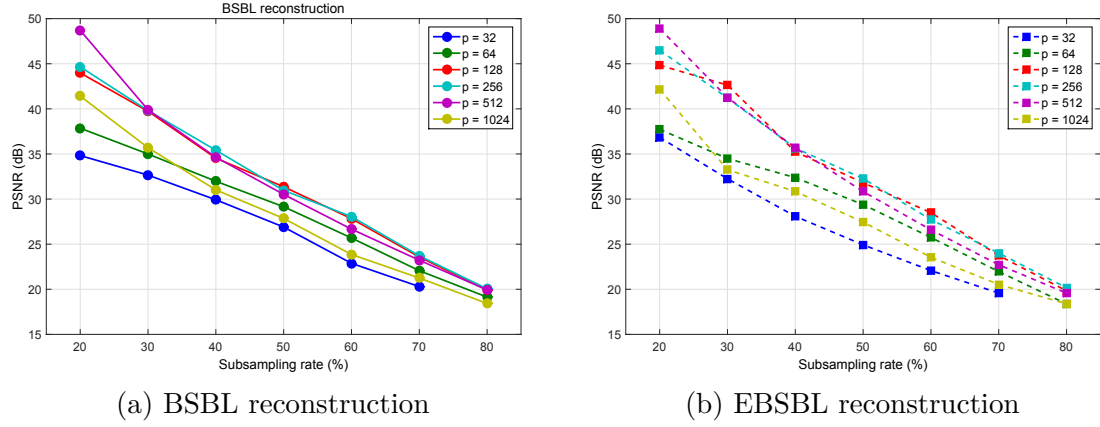 BSBL reconstruction
50
45
40
35
30
25
20
15
PSNR (dB)
20 30 40 50 60 70 80
Subsampling rate (%)
p = 32
p = 64
p = 128
p = 256
p = 512
p = 1024
(a) BSBL reconstruction
50
45
40
35
30
25
20
15
PSNR (dB)
20 30 40 50 60 70 80
Subsampling rate (%)
p = 32
p = 64
p = 128
p = 256
p = 512
p = 1024
(b) EBSBL reconstruction